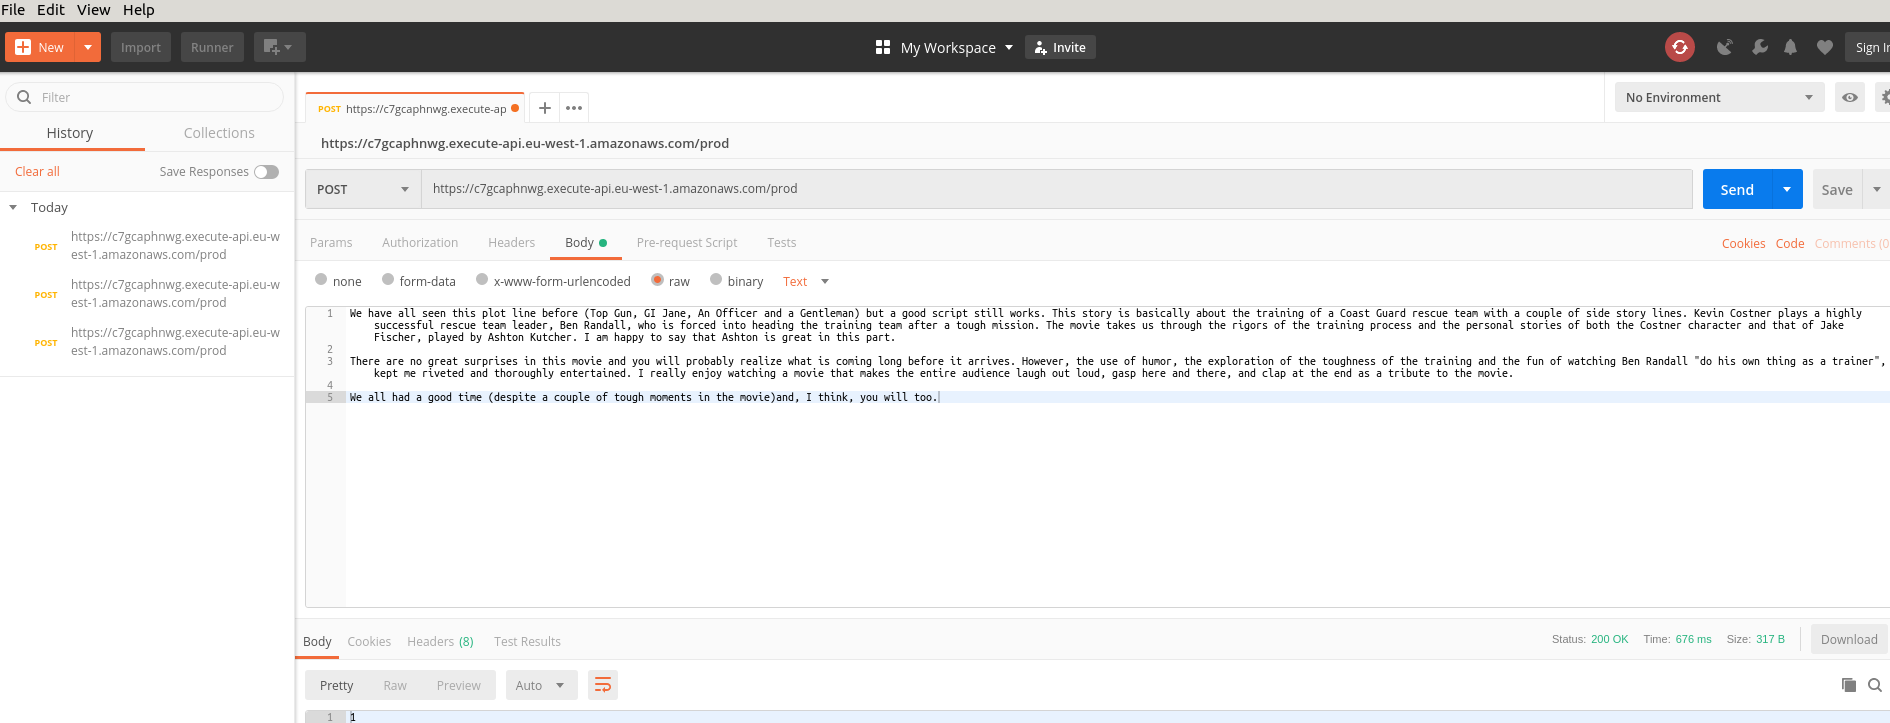 File Edit View Help
New Import Runner My Workspace Invite Sign In
Filter
History Collections
Clear all Save Responses
Today
POST https://c7gcaphnwg.execute-api.eu-w
est-1.amazonaws.com/prod
POST https://c7gcaphnwg.execute-api.eu-w
est-1.amazonaws.com/prod
POST https://c7gcaphnwg.execute-api.eu-w
est-1.amazonaws.com/prod
POST https://c7gcaphnwg.execute-ap + •••
No Environment
https://c7gcaphnwg.execute-api.eu-west-1.amazonaws.com/prod
POST https://c7gcaphnwg.execute-api.eu-west-1.amazonaws.com/prod Send Save
Params Authorization Headers Body Pre-request Script Tests Cookies Code Comments (0
none form-data x-www-form-urlencoded raw binary Text
1 We have all seen this plot line before (Top Gun, GI Jane, An Officer and a Gentleman) but a good script still works. This story is basically about the training of a Coast Guard rescue team with a couple of side story lines. Kevin Costner plays a highly
successful rescue team leader, Ben Randall, who is forced into heading the training team after a tough mission. The movie takes us through the rigors of the training process and the personal stories of both the Costner character and that of Jake
Fischer, played by Ashton Kutcher. I am happy to say that Ashton is great in this part.
2
3 There are no great surprises in this movie and you will probably realize what is coming long before it arrives. However, the use of humor, the exploration of the toughness of the training and the fun of watching Ben Randall "do his own thing as a trainer",
kept me riveted and thoroughly entertained. I really enjoy watching a movie that makes the entire audience laugh out loud, gasp here and there, and clap at the end as a tribute to the movie.
4
5 We all had a good time (despite a couple of tough moments in the movie)and, I think, you will too.
Body Cookies Headers (8) Test Results Status: 200 OK Time: 676 ms Size: 317 B Download
Pretty Raw Preview Auto
1 1